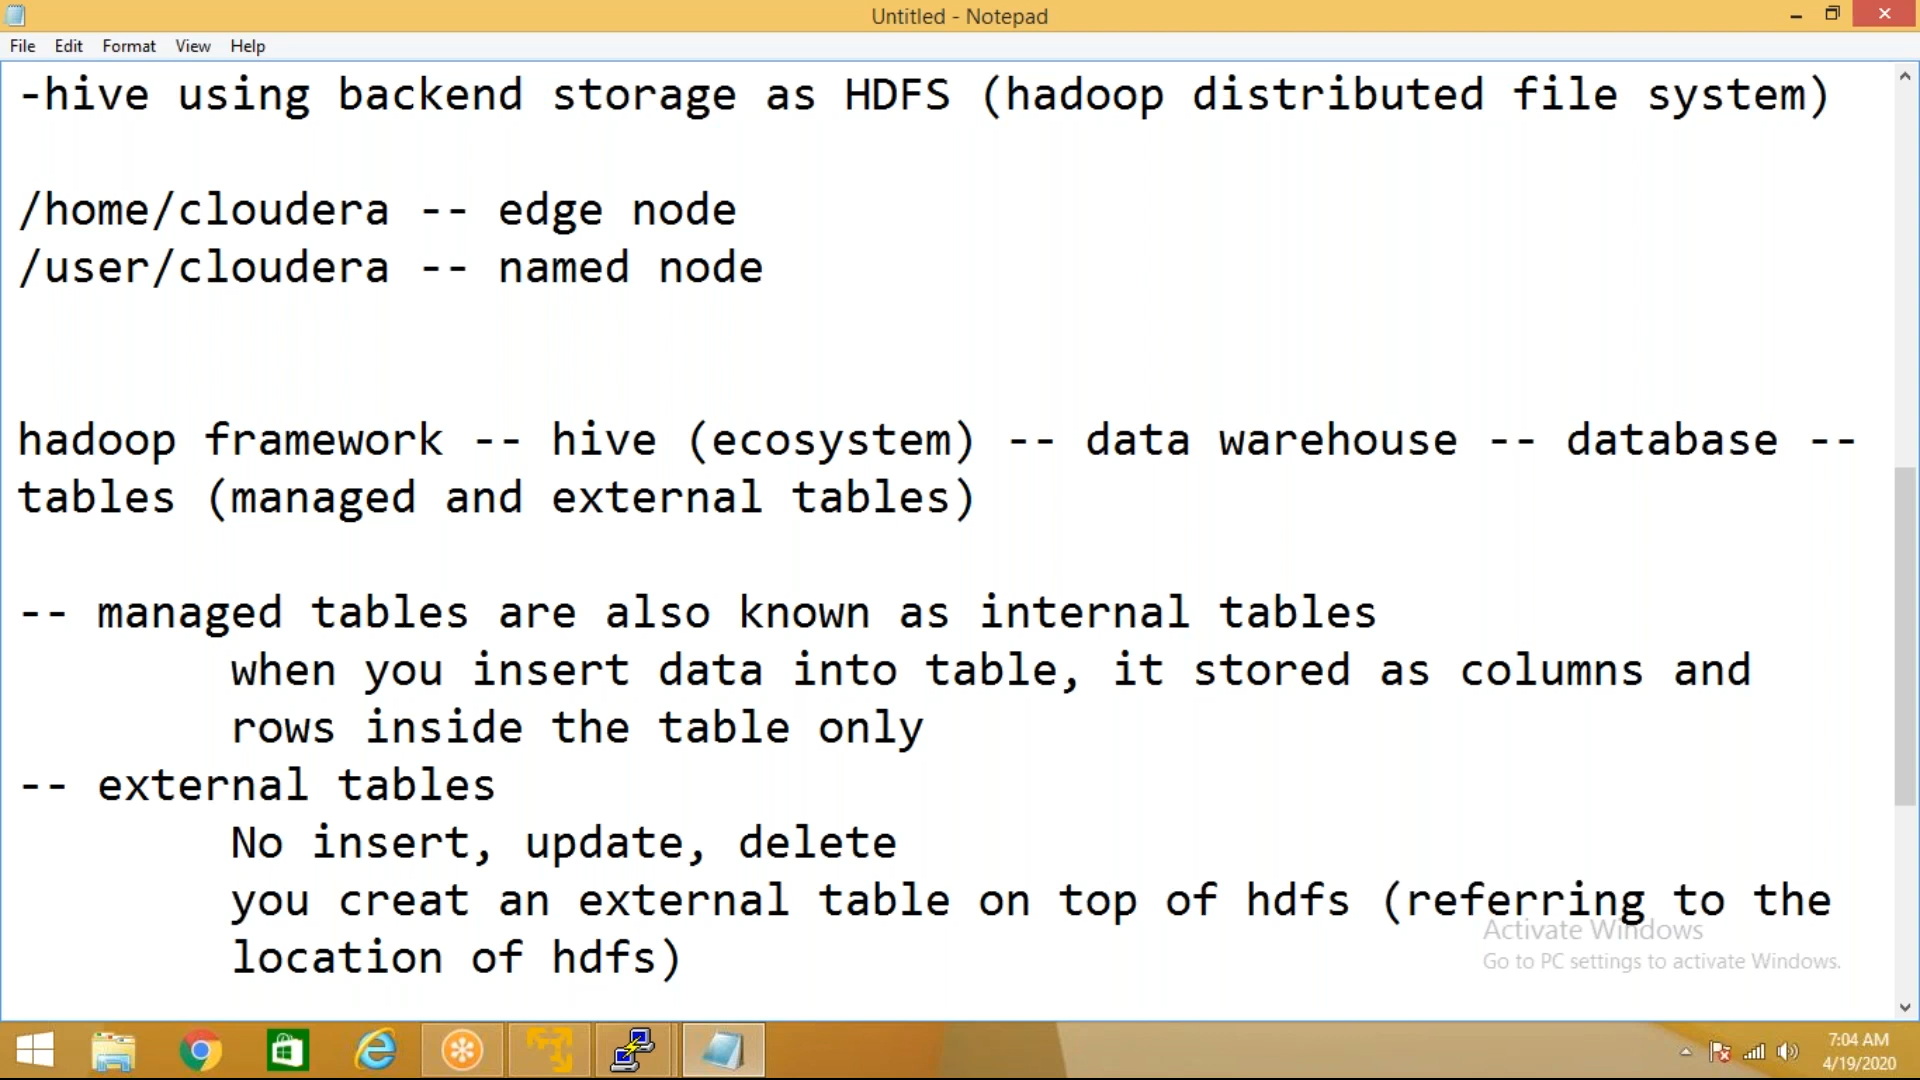 Untitled - Notepad
File Edit Format View Help
-hive using backend storage as HDFS (hadoop distributed file system)
/home/cloudera -- edge node
/user/cloudera -- named node
hadoop framework -- hive (ecosystem) -- data warehouse -- database --
tables (managed and external tables)
-- managed tables are also known as internal tables
when you insert data into table, it stored as columns and
rows inside the table only
-- external tables
No insert, update, delete
you creat an external table on top of hdfs (referring to the
location of hdfs)
Activate Windows
Go to PC settings to activate Windows.
7:04 AM
4/19/2020